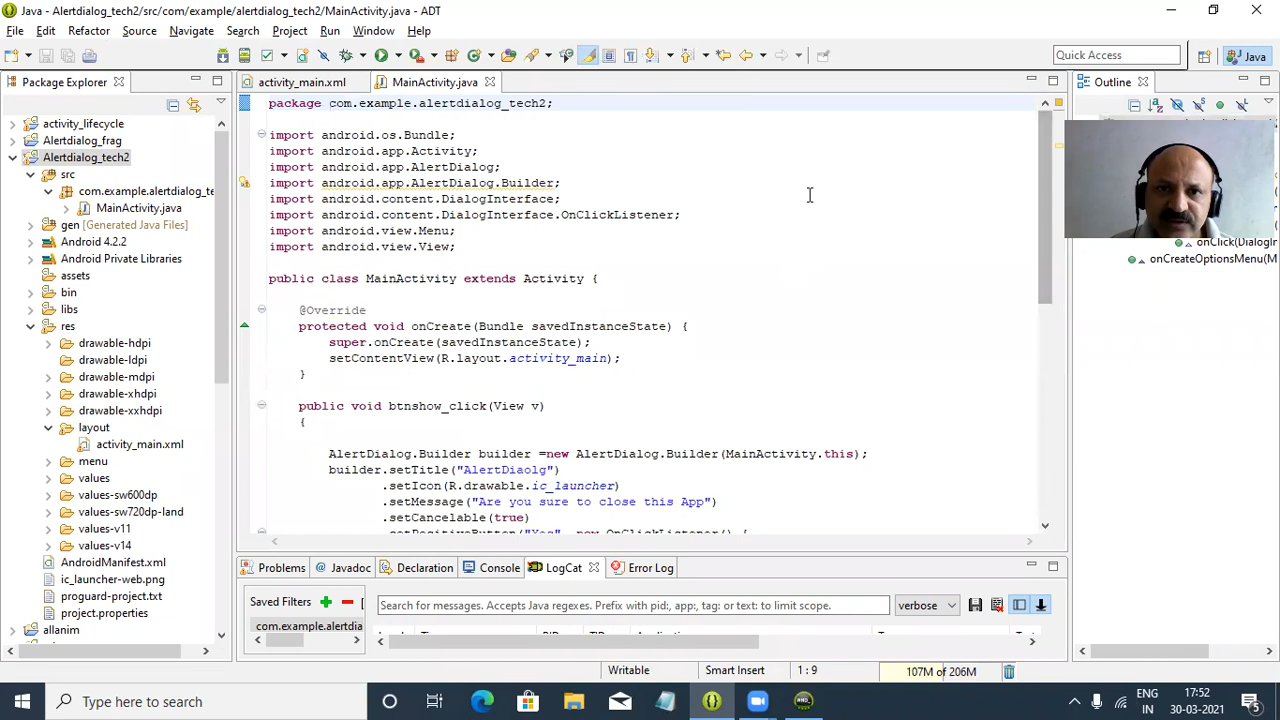 Java - Alertdialog_tech2/src/com/example/alertdialog_tech2/MainActivity.java - ADT
File Edit Refactor Source Navigate Search Project Run Window Help
Quick Access
Java
Package Explorer
activity_lifecycle
Alertdialog_frag
Alertdialog_tech2
src
com.example.alertdialog_te
MainActivity.java
gen [Generated Java Files]
Android 4.2.2
Android Private Libraries
assets
bin
libs
res
drawable-hdpi
drawable-ldpi
drawable-mdpi
drawable-xhdpi
drawable-xxhdpi
layout
activity_main.xml
menu
values
values-sw600dp
values-sw720dp-land
values-v11
values-v14
AndroidManifest.xml
ic_launcher-web.png
proguard-project.txt
project.properties
allanim
activity_main.xml
MainActivity.java
package com.example.alertdialog_tech2;
import android.os.Bundle;
import android.app.Activity;
import android.app.AlertDialog;
import android.app.AlertDialog.Builder;
import android.content.DialogInterface;
import android.content.DialogInterface.OnClickListener;
import android.view.Menu;
import android.view.View;
public class MainActivity extends Activity {
@Override
protected void onCreate(Bundle savedInstanceState) {
super.onCreate(savedInstanceState);
setContentView(R.layout.activity_main);
}
public void btnshow_click(View v)
{
AlertDialog.Builder builder =new AlertDialog.Builder(MainActivity.this);
builder.setTitle("AlertDiaolg")
.setIcon(R.drawable.ic_launcher)
.setMessage("Are you sure to close this App")
.setCancelable(true)
.setPositiveButton("Yes", new OnClickListener() {
Outline
onClick(DialogIn
onCreateOptionsMenu(M
Problems
Javadoc
Declaration
Console
LogCat
Error Log
Saved Filters
com.example.alertdia
Search for messages. Accepts Java regexes. Prefix with pid:, app:, tag: or text: to limit scope.
verbose
Writable
Smart Insert
1 : 9
107M of 206M
Type here to search
ENG
IN
17:52
30-03-2021
5